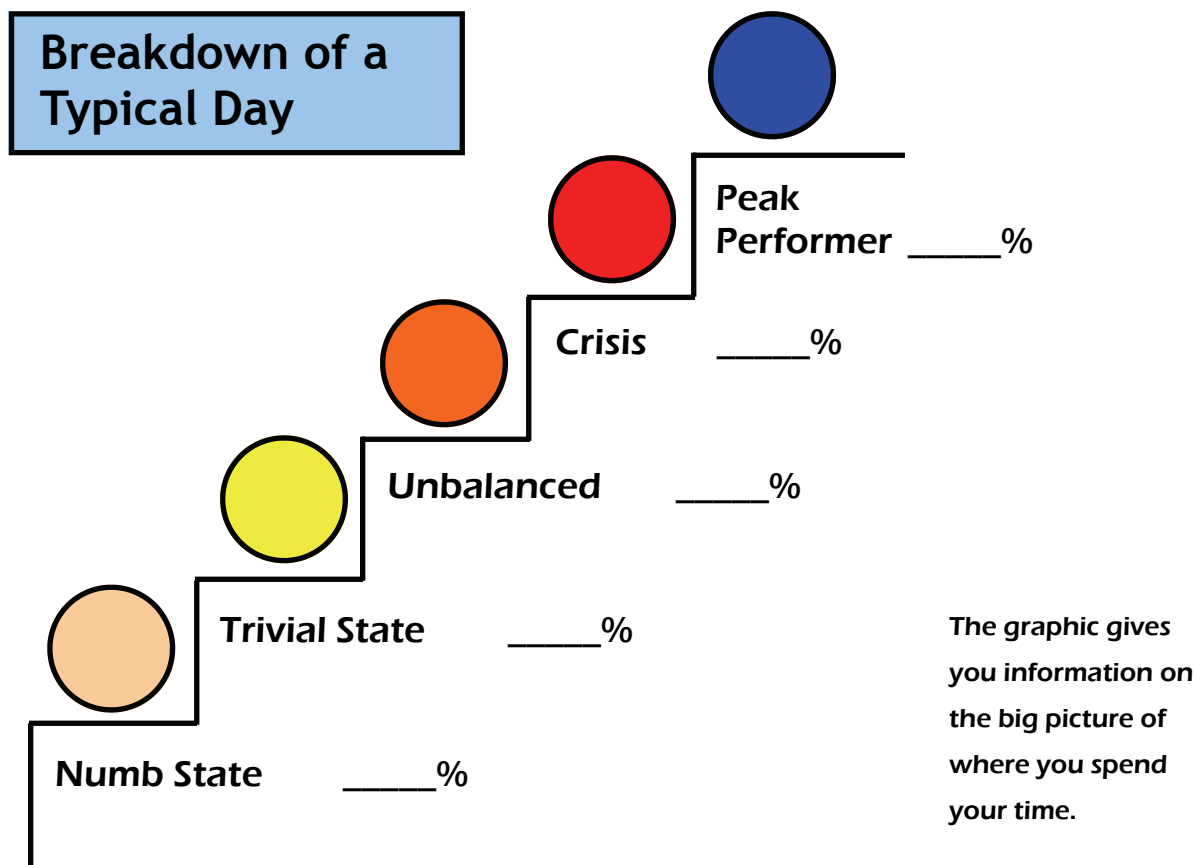 Breakdown of a
Typical Day
Peak
Performer _____%
Crisis _____%
Unbalanced _____%
Trivial State _____%
Numb State _____%
The graphic gives
you information on
the big picture of
where you spend
your time.